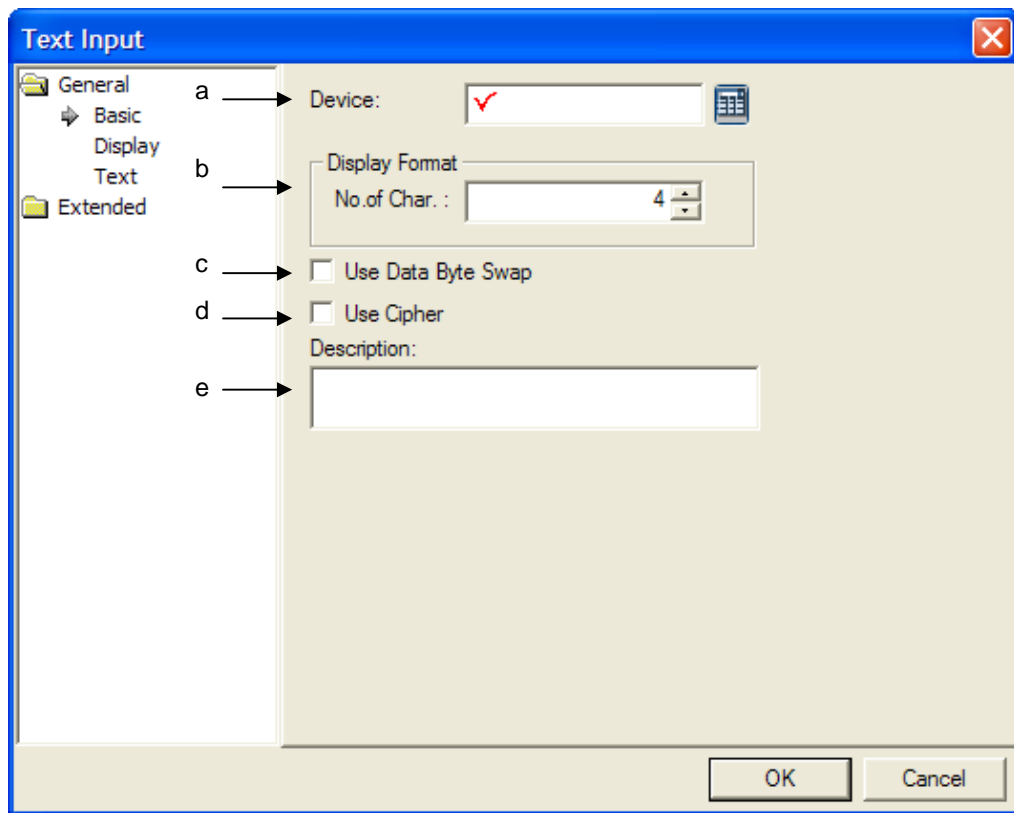 Text Input
General
Basic
Display
Text
Extended
a
Device:
b
Display Format
No.of Char. :
4
c
Use Data Byte Swap
d
Use Cipher
Description:
e
OK
Cancel